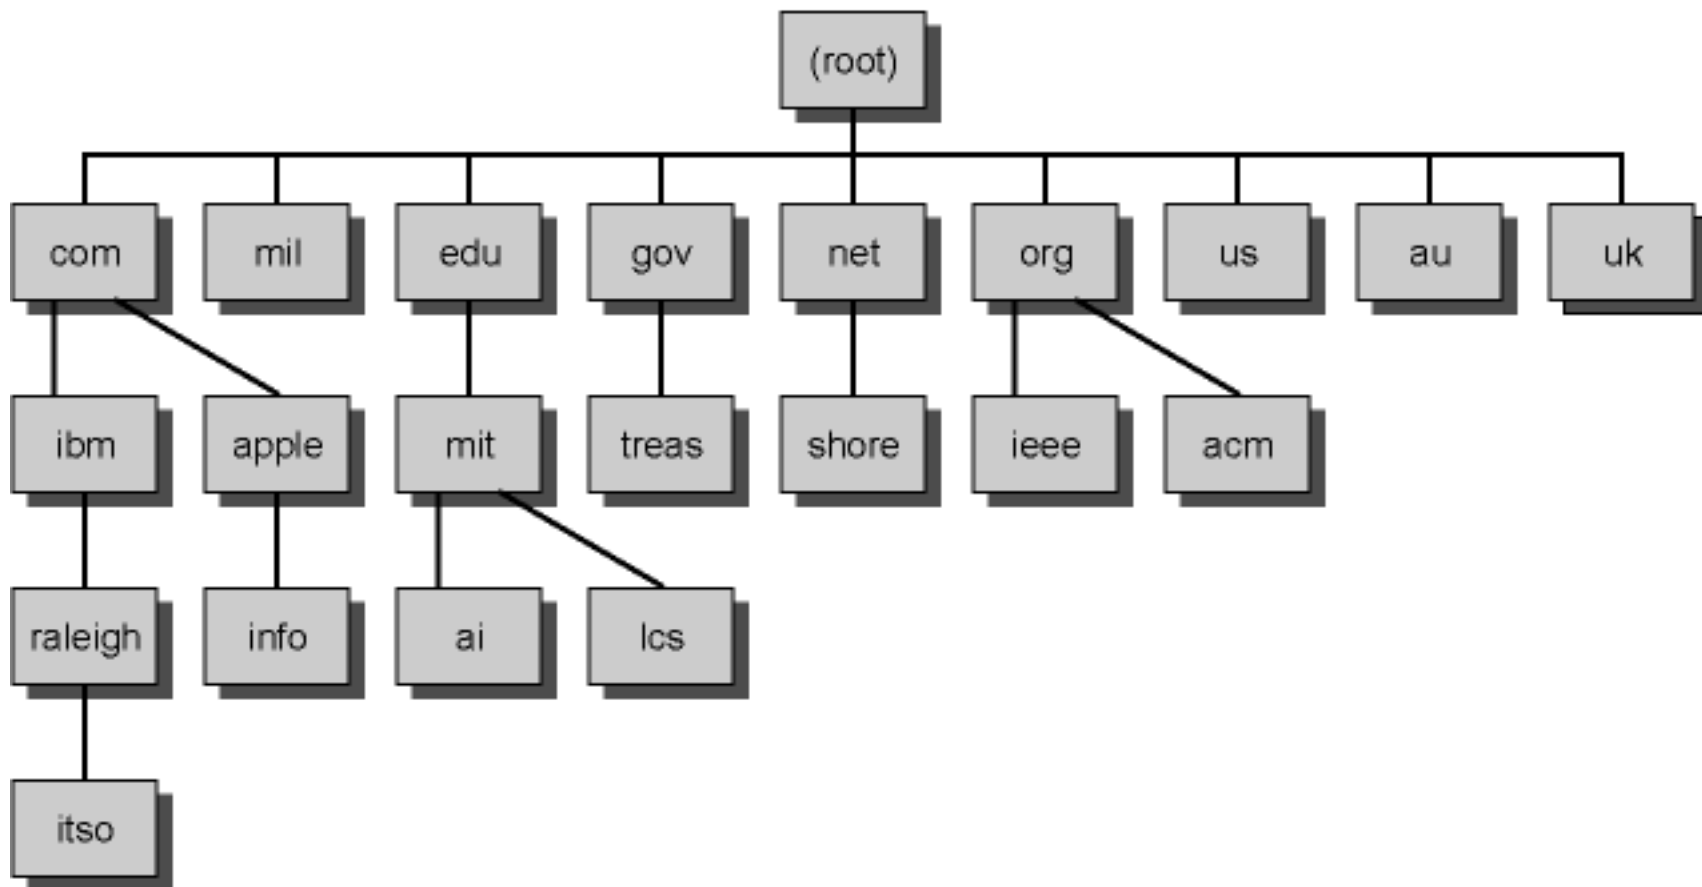 (root)
com mil edu gov net org us au uk
ibm apple mit treas shore ieee acm
raleigh info ai lcs
itso